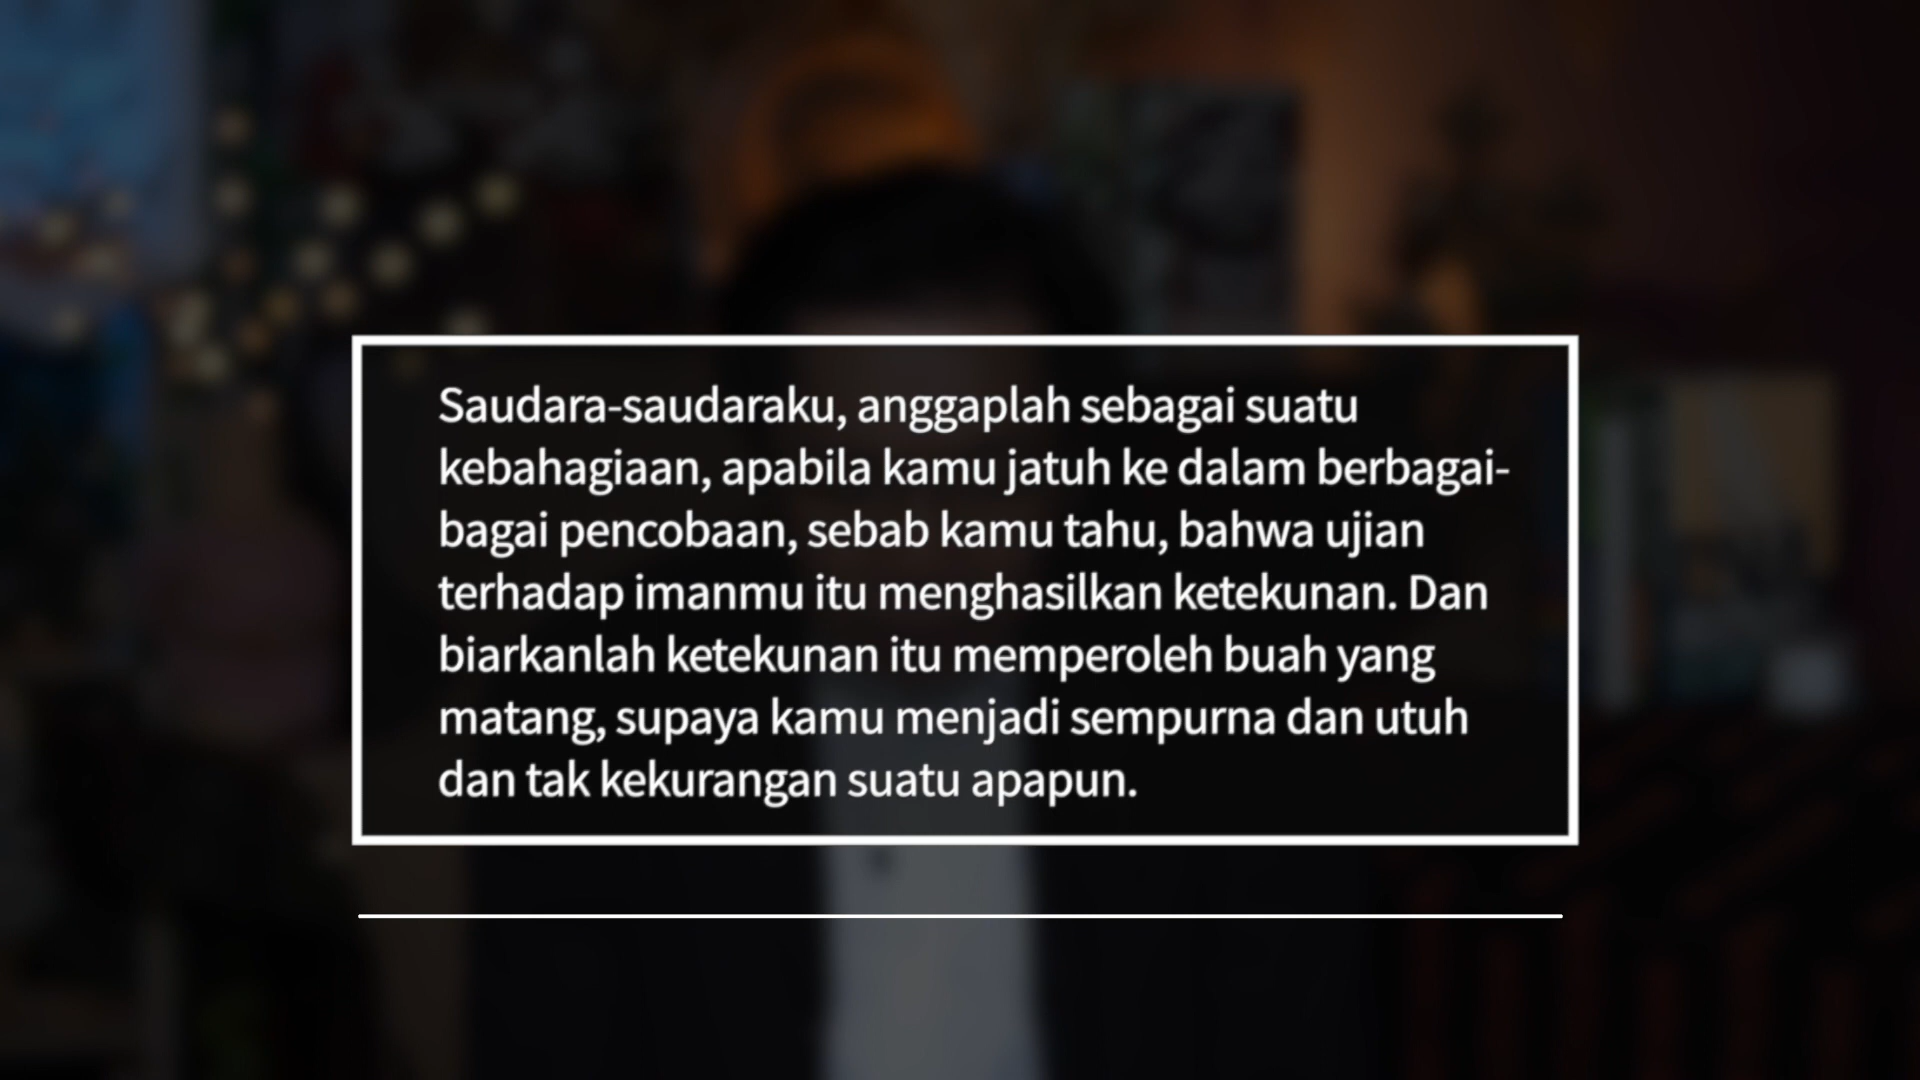 Saudara-saudaraku, anggaplah sebagai suatu
kebahagiaan, apabila kamu jatuh ke dalam berbagai-
bagai pencobaan, sebab kamu tahu, bahwa ujian
terhadap imanmu itu menghasilkan ketekunan. Dan
biarkanlah ketekunan itu memperoleh buah yang
matang, supaya kamu menjadi sempurna dan utuh
dan tak kekurangan suatu apapun.